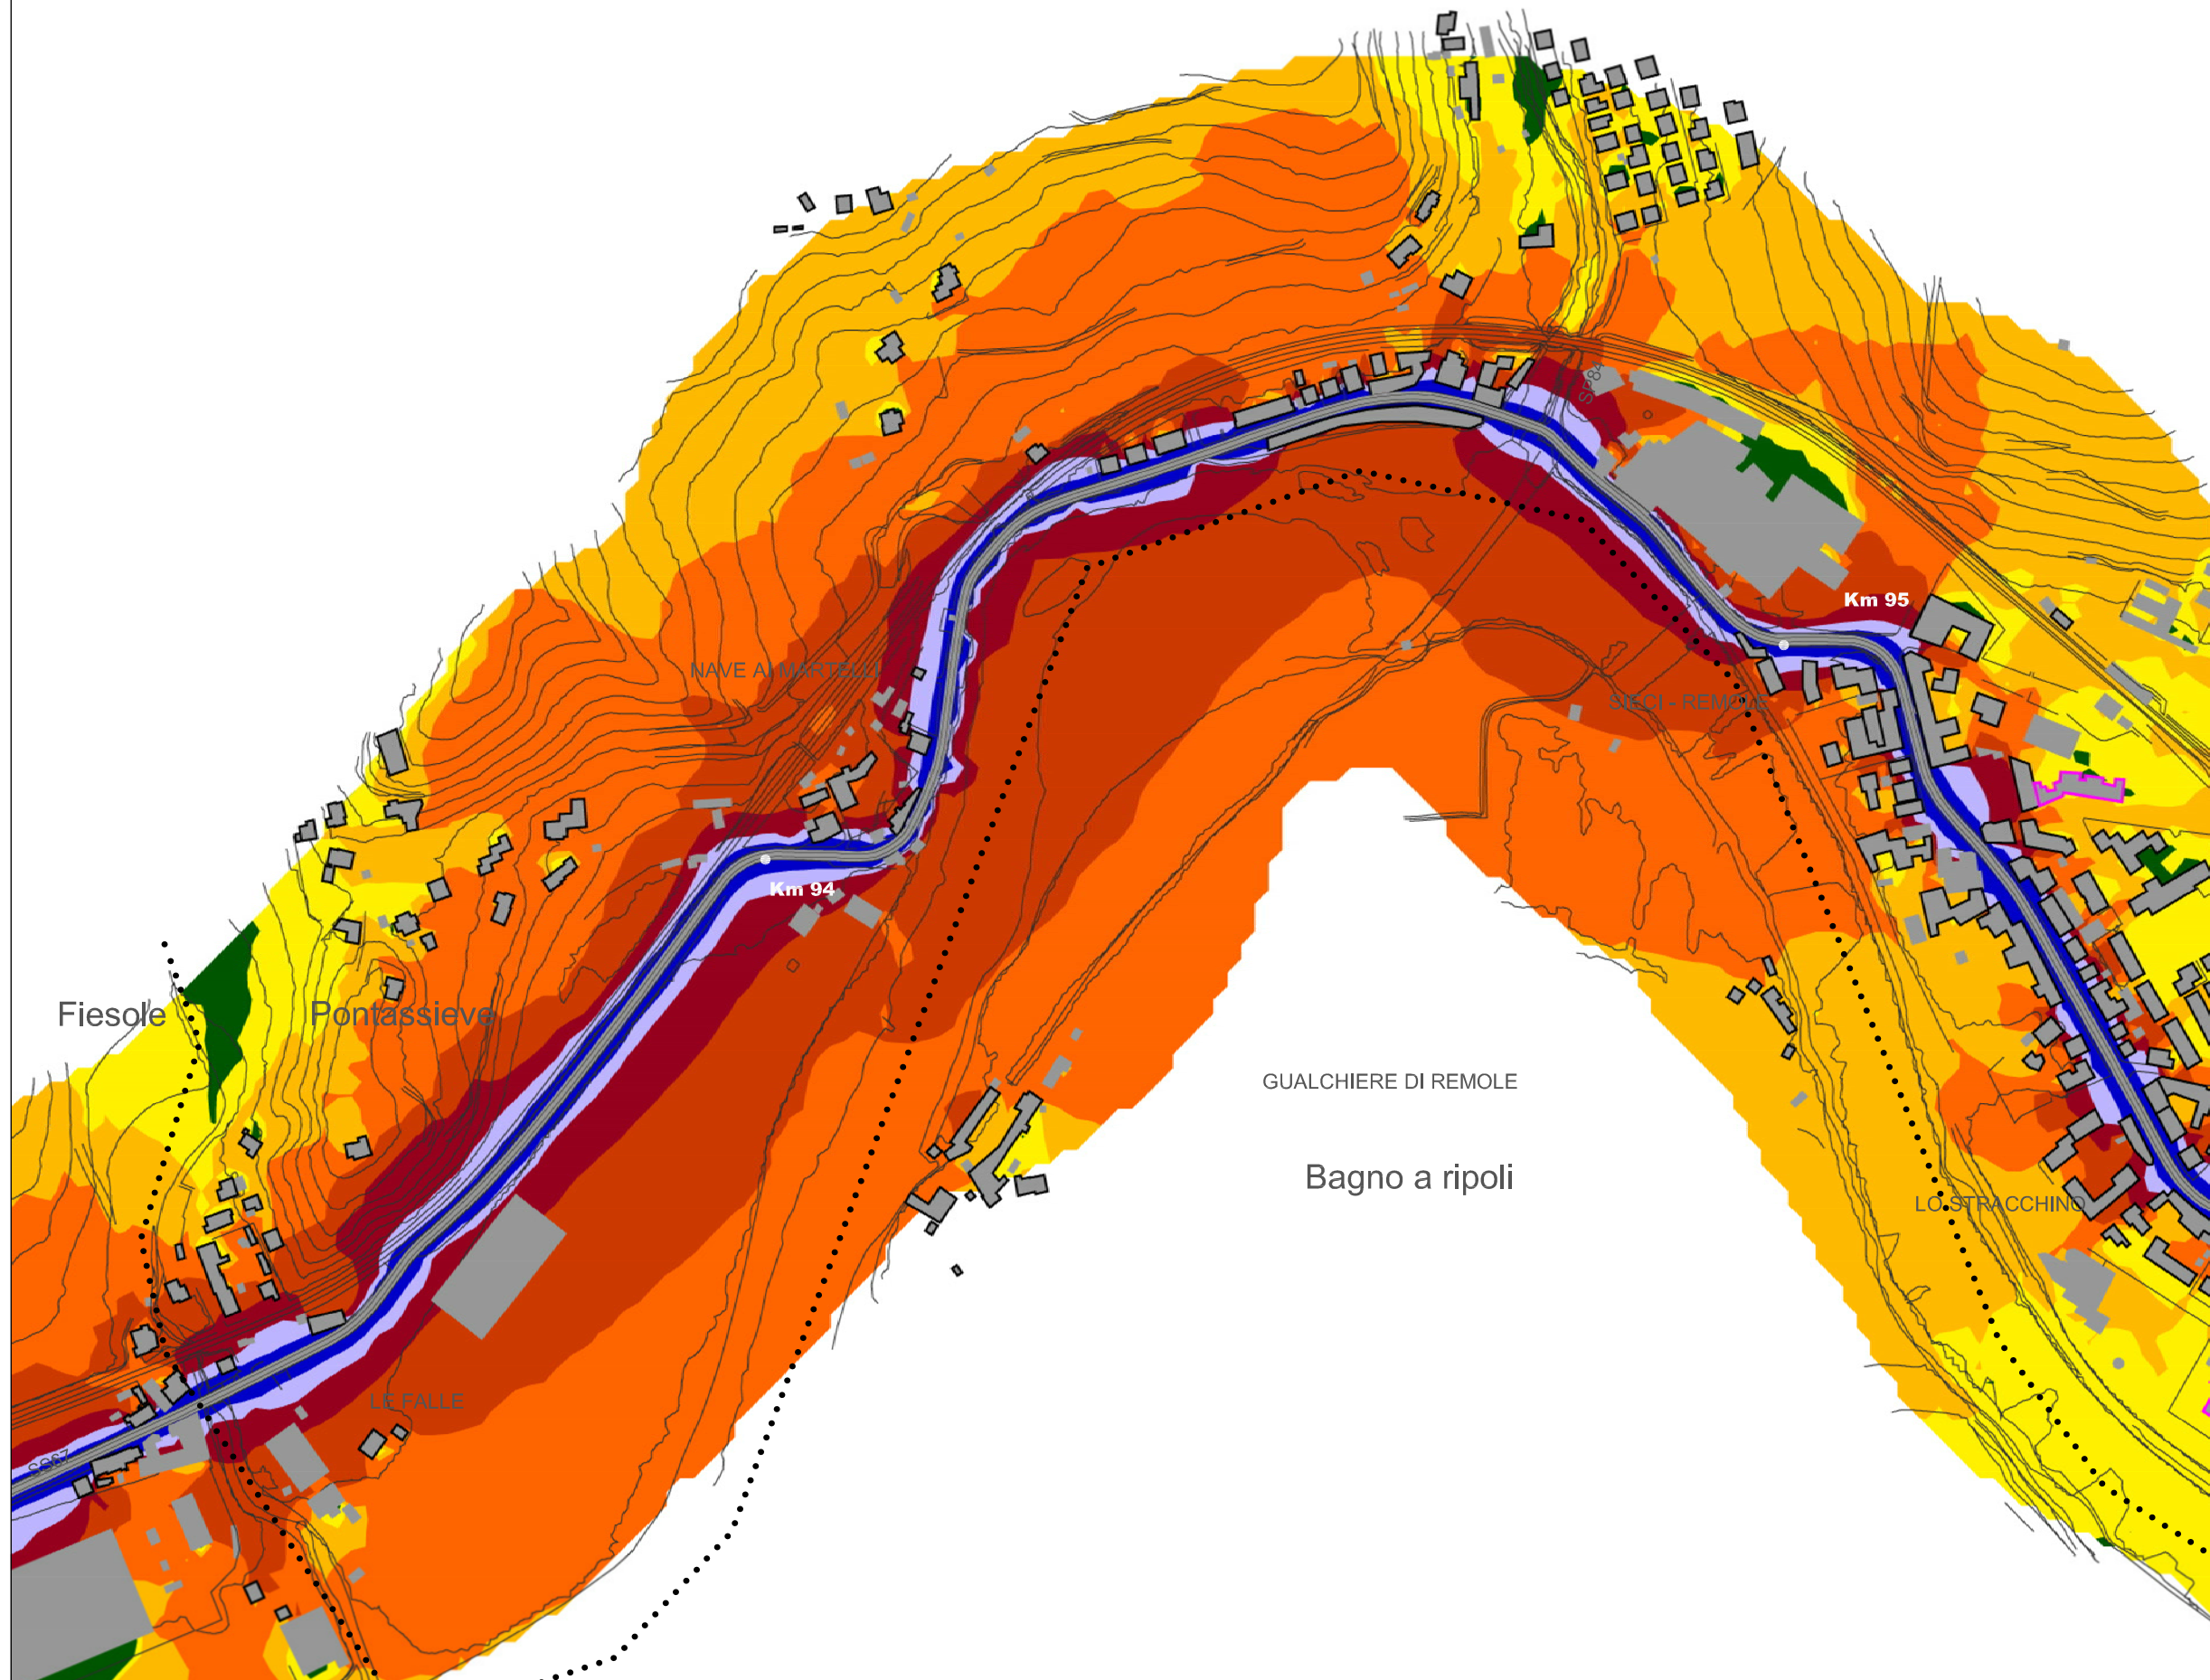 SP84
Km 95
NAVE AI MARTELLI
SIECI - REMOLE
Km 94
Fiesole
Pontassieve
GUALCHIERE DI REMOLE
Bagno a ripoli
LO STRACCHINO
LE FALLE
SS67